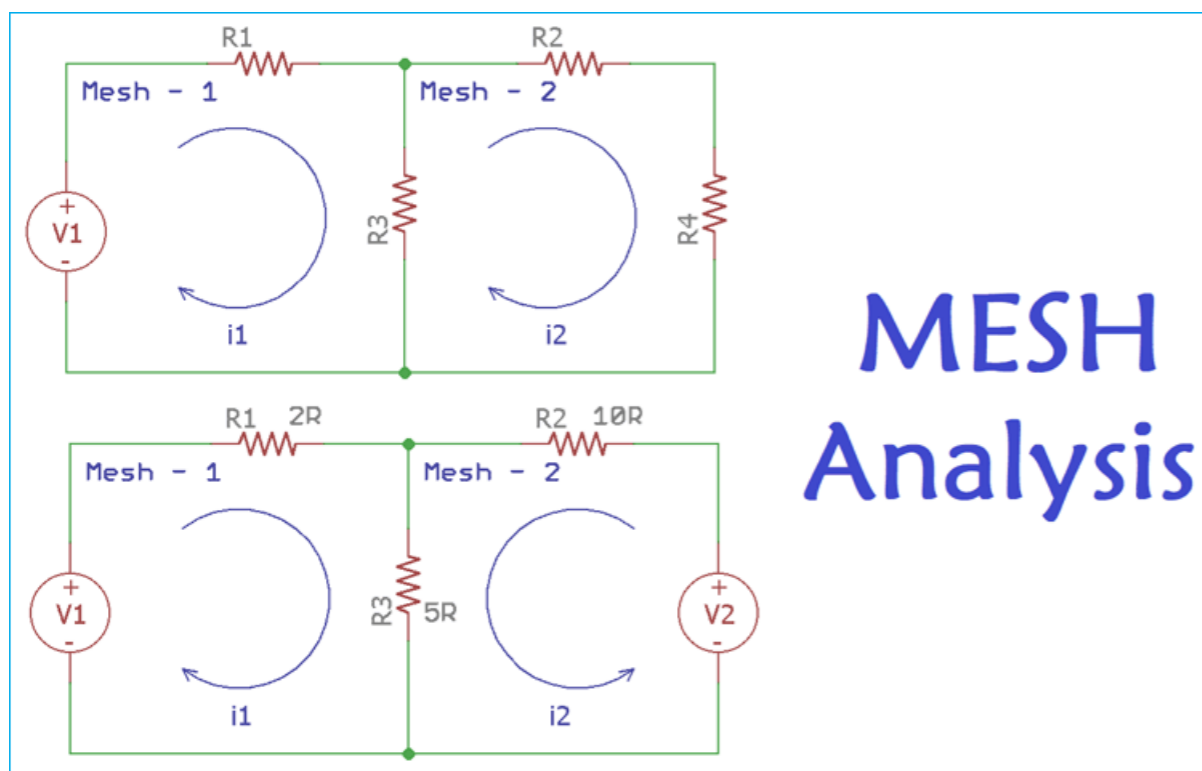 R1
R2
Mesh - 1
Mesh - 2
+
V1
-
R3
R4
i1
i2
R1 2R
R2 10R
Mesh - 1
Mesh - 2
+
V1
-
R3
5R
+
V2
-
i1
i2
MESH
Analysis